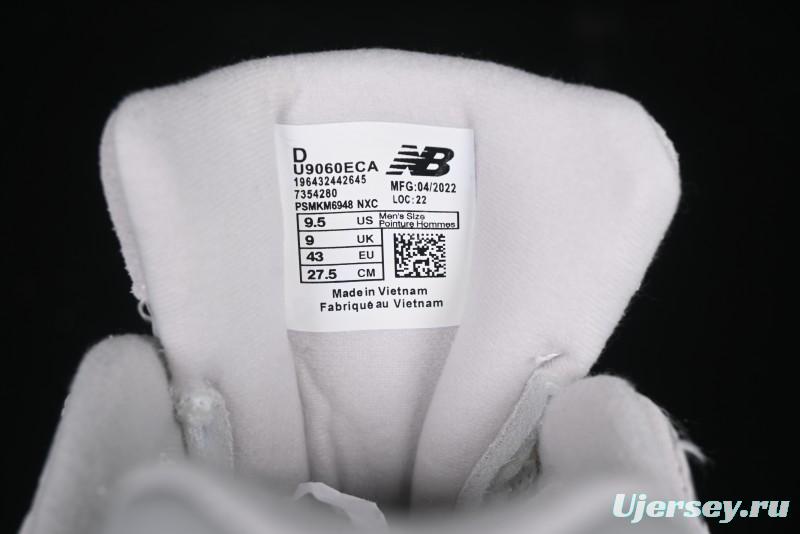 D
U9060ECA
196432442645
7354280
PSMKM6948 NXC
NB
MFG:04/2022
LOC:22
9.5 US Men's Size
Pointure Hommes
9 UK
43 EU
27.5 CM
Made in Vietnam
Fabriqué au Vietnam
Ujersey.ru